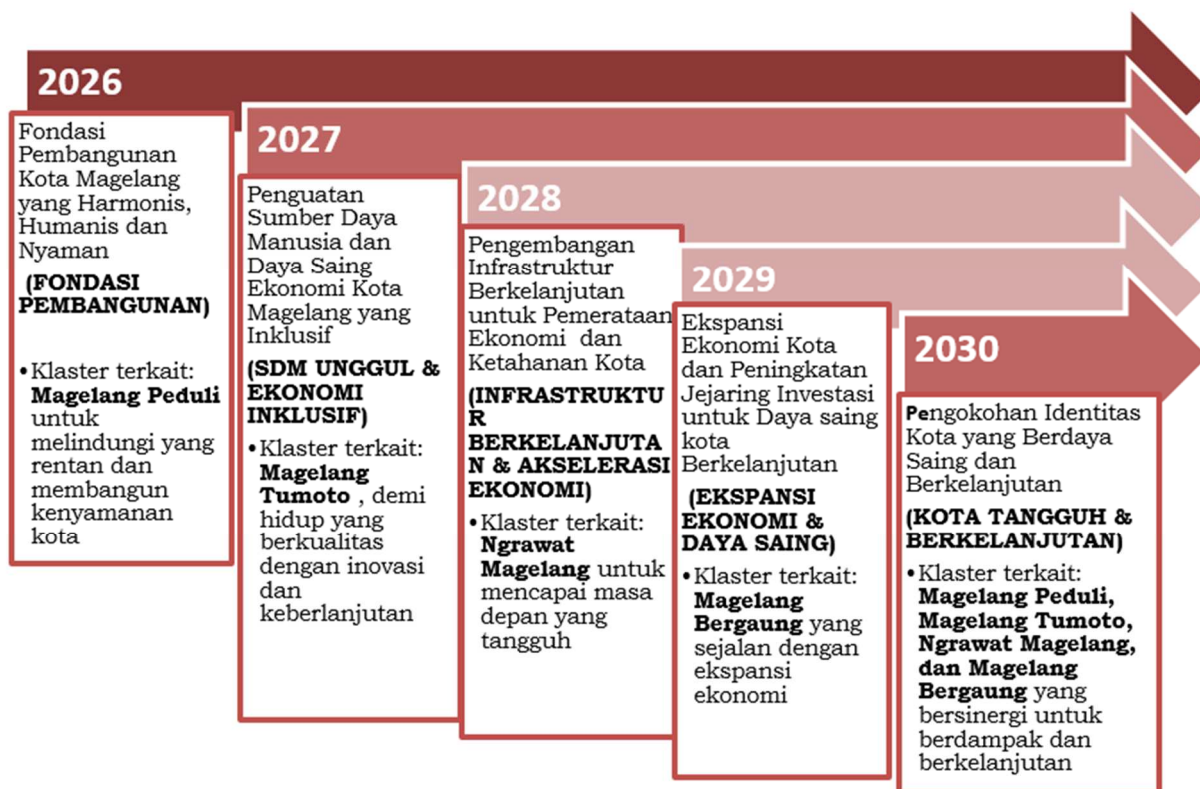 2026
Fondasi
Pembangunan
Kota Magelang
yang Harmonis,
Humanis dan
Nyaman
(FONDASI
PEMBANGUNAN)
•Klaster terkait:
Magelang Peduli
untuk
melindungi yang
rentan dan
membangun
kenyamanan
kota
2027
Penguatan
Sumber Daya
Manusia dan
Daya Saing
Ekonomi Kota
Magelang yang
Inklusif
(SDM UNGGUL &
EKONOMI
INKLUSIF)
•Klaster terkait:
Magelang
Tumoto , demi
hidup yang
berkualitas
dengan inovasi
dan
keberlanjutan
2028
Pengembangan
Infrastruktur
Berkelanjutan
untuk Pemerataan
Ekonomi dan
Ketahanan Kota
(INFRASTRUKTU
R
BERKELANJUTA
N & AKSELERASI
EKONOMI)
•Klaster terkait:
Ngrawat
Magelang untuk
mencapai masa
depan yang
tangguh
2029
Ekspansi
Ekonomi Kota
dan Peningkatan
Jejaring Investasi
untuk Daya saing
kota
Berkelanjutan
(EKSPANSI
EKONOMI &
DAYA SAING)
•Klaster terkait:
Magelang
Bergaung yang
sejalan dengan
ekspansi
ekonomi
2030
Pengokohan Identitas
Kota yang Berdaya
Saing dan
Berkelanjutan
(KOTA TANGGUH &
BERKELANJUTAN)
•Klaster terkait:
Magelang Peduli,
Magelang Tumoto,
Ngrawat Magelang,
dan Magelang
Bergaung yang
bersinergi untuk
berdampak dan
berkelanjutan